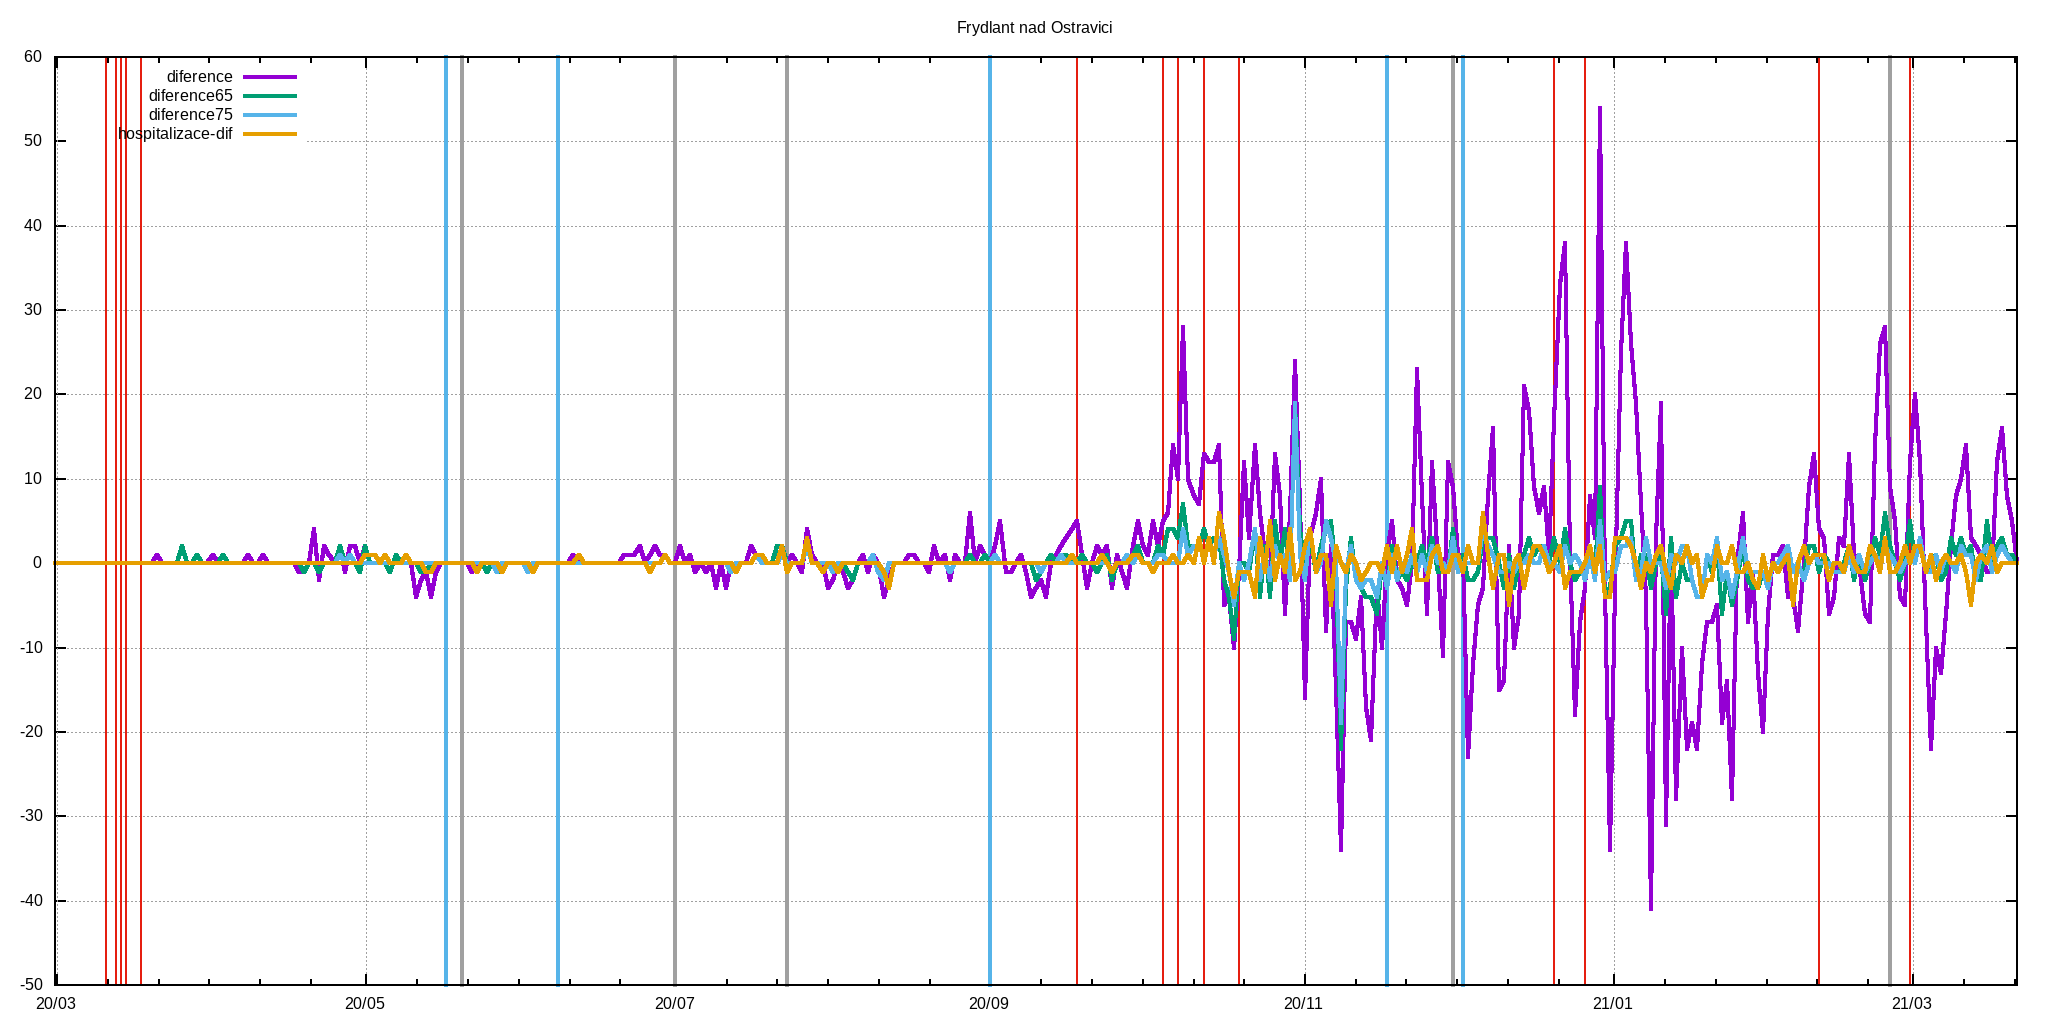 Frydlant nad Ostravici
60
diference
diference65
diference75
hospitalizace-dif
50
40
30
20
10
0
-10
-20
-30
-40
-50
20/03 20/05 20/07 20/09 20/11 21/01 21/03